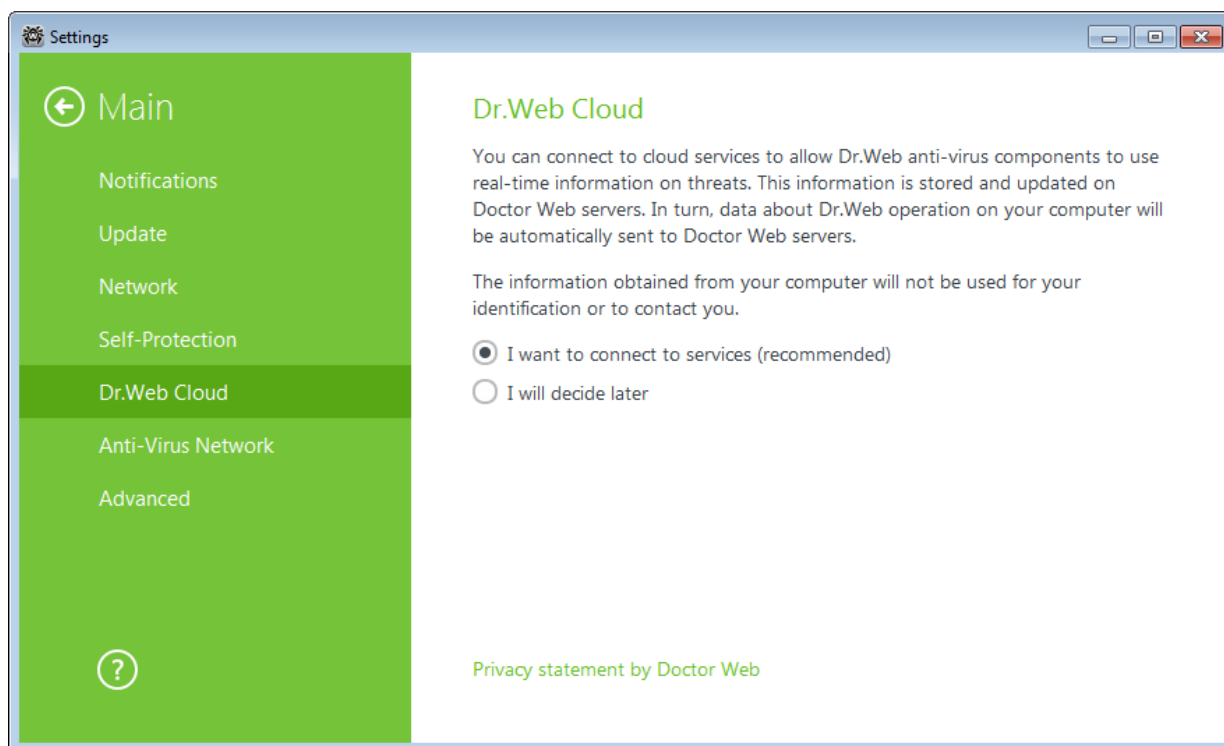 Settings
Main
Notifications
Update
Network
Self-Protection
Dr.Web Cloud
Anti-Virus Network
Advanced
?
Dr.Web Cloud
You can connect to cloud services to allow Dr.Web anti-virus components to use
real-time information on threats. This information is stored and updated on
Doctor Web servers. In turn, data about Dr.Web operation on your computer will
be automatically sent to Doctor Web servers.
The information obtained from your computer will not be used for your
identification or to contact you.
I want to connect to services (recommended)
I will decide later
Privacy statement by Doctor Web